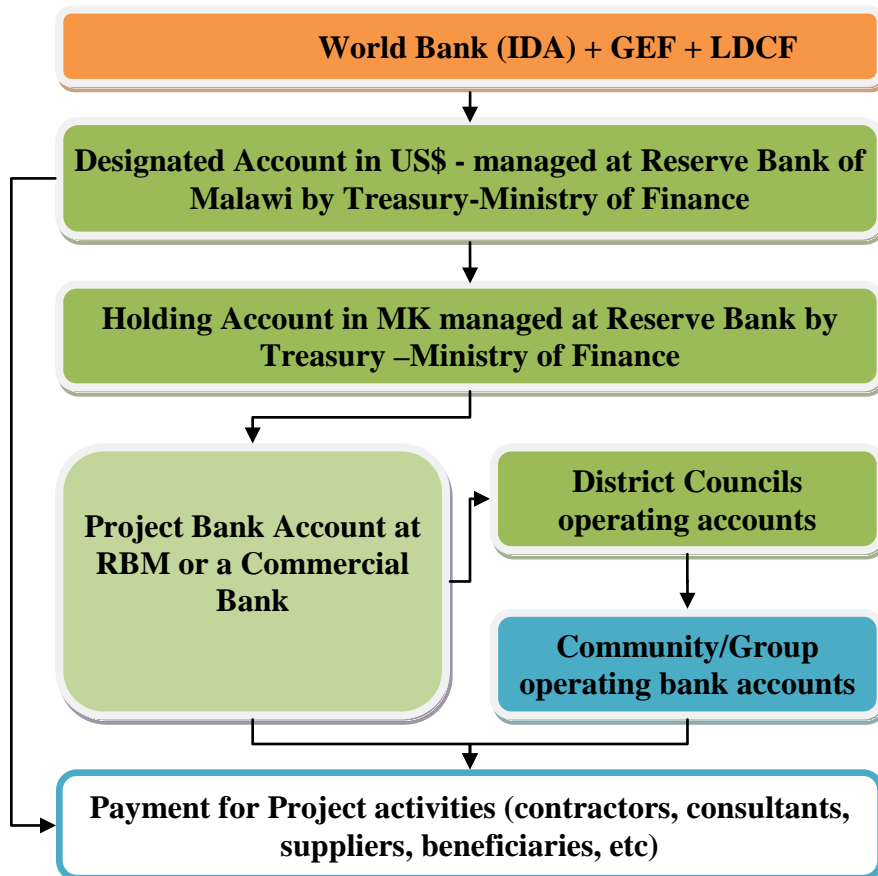 World Bank (IDA) + GEF + LDCF
Designated Account in US$ - managed at Reserve Bank of
Malawi by Treasury-Ministry of Finance
Holding Account in MK managed at Reserve Bank by
Treasury –Ministry of Finance
Project Bank Account at
RBM or a Commercial
Bank
District Councils
operating accounts
Community/Group
operating bank accounts
Payment for Project activities (contractors, consultants,
suppliers, beneficiaries, etc)